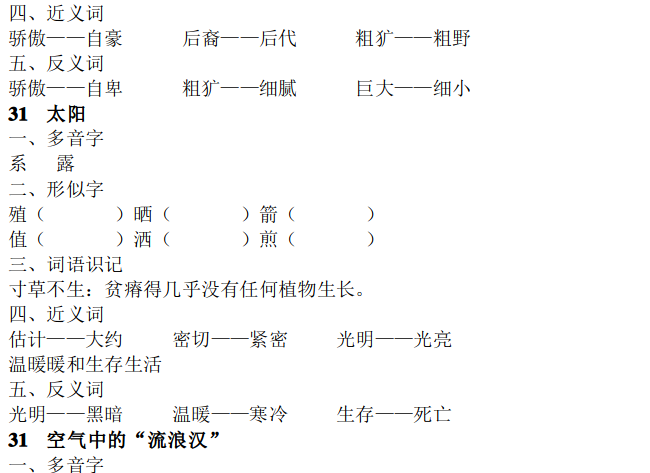 四、近义词
骄傲——自豪 后裔——后代 粗犷——粗野
五、反义词
骄傲——自卑 粗犷——细腻 巨大——细小
31 太阳
一、多音字
系 露
二、形似字
殖（ ）晒（ ）箭（ ）
值（ ）洒（ ）煎（ ）
三、词语识记
寸草不生：贫瘠得几乎没有任何植物生长。
四、近义词
估计——大约 密切——紧密 光明——光亮
温暖暖和生存生活
五、反义词
光明——黑暗 温暖——寒冷 生存——死亡
31 空气中的“流浪汉”
一、多音字